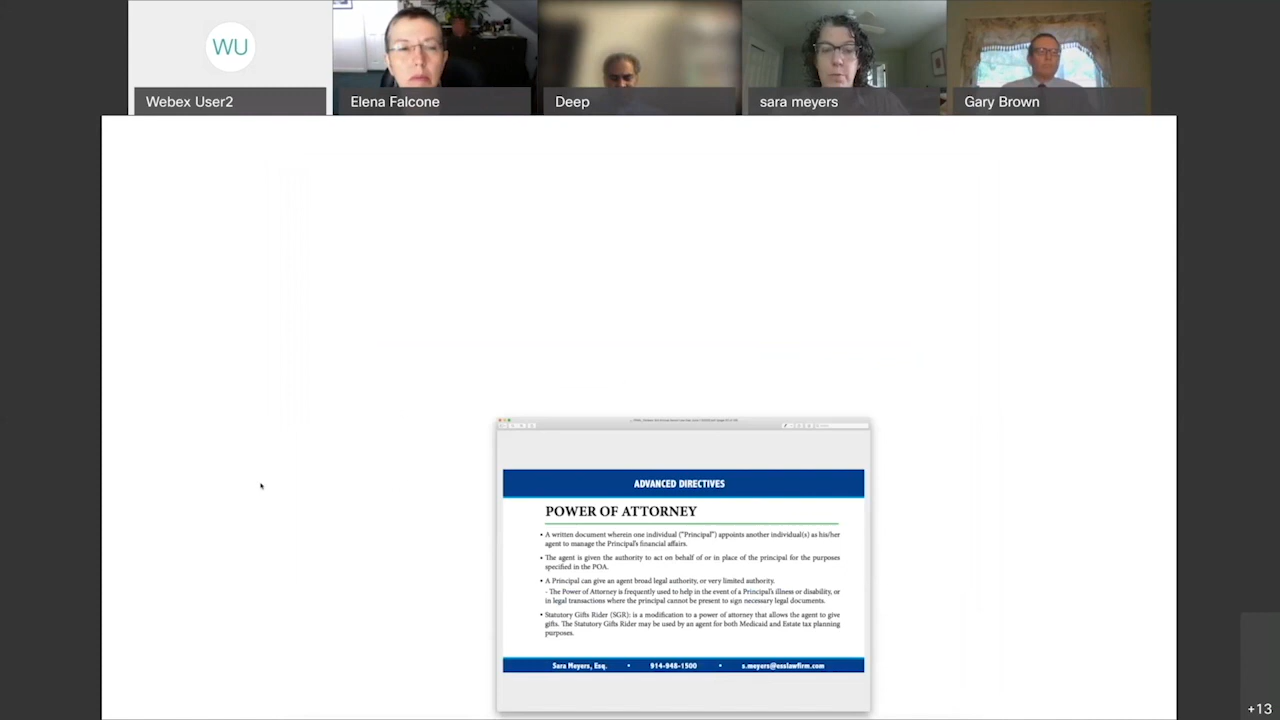 WU
Webex User2
Elena Falcone
Deep
sara meyers
Gary Brown
ADVANCED DIRECTIVES
POWER OF ATTORNEY
• A written document wherein one individual ("Principal") appoints another individual(s) as his/her
agent to manage the Principal's financial affairs.
• The agent is given the authority to act on behalf of or in place of the principal for the purposes
specified in the POA.
• A Principal can give an agent broad legal authority, or very limited authority.
- The Power of Attorney is frequently used to help in the event of a Principal's illness or disability, or
in legal transactions where the principal cannot be present to sign necessary legal documents.
• Statutory Gifts Rider (SGR): is a modification to a power of attorney that allows the agent to give
gifts. The Statutory Gifts Rider may be used by an agent for both Medicaid and Estate tax planning
purposes.
Sara Meyers, Esq. • 914-948-1500 • s.meyers@esslawfirm.com
+13